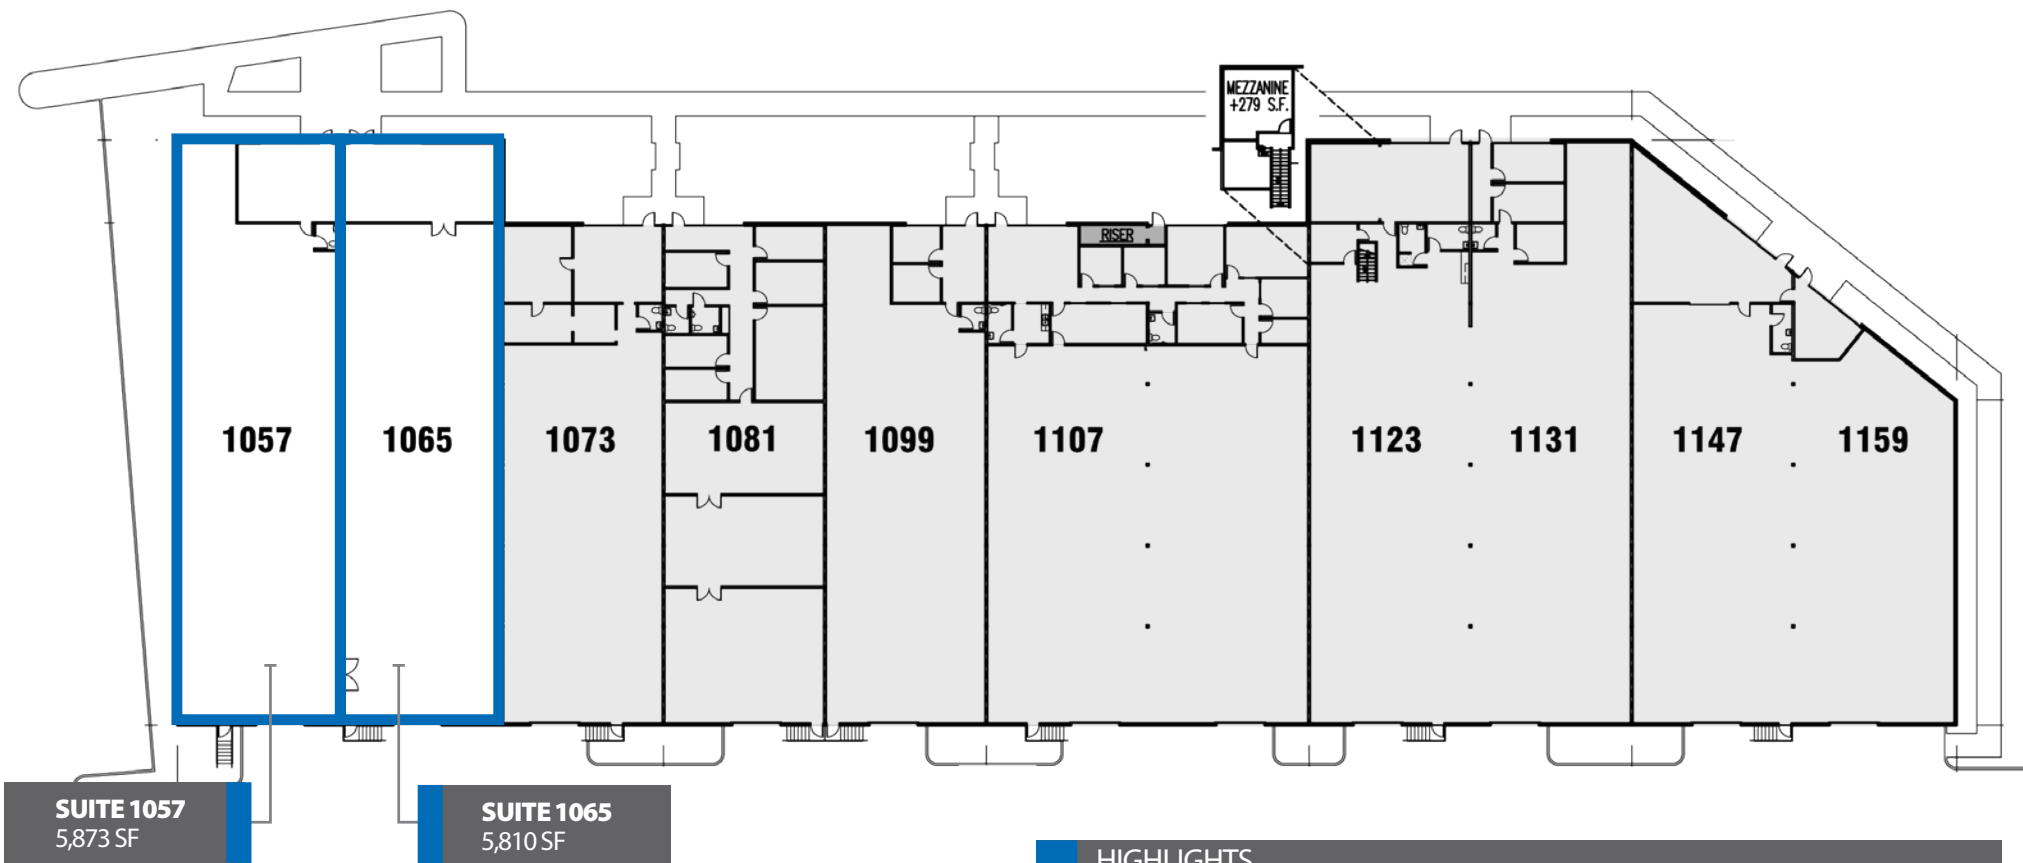 MEZZANINE
+279 S.F.
RISER
1057
1065
1073
1081
1099
1107
1123
1131
1147
1159
SUITE 1057
5,873 SF
SUITE 1065
5,810 SF
HIGHLIGHTS